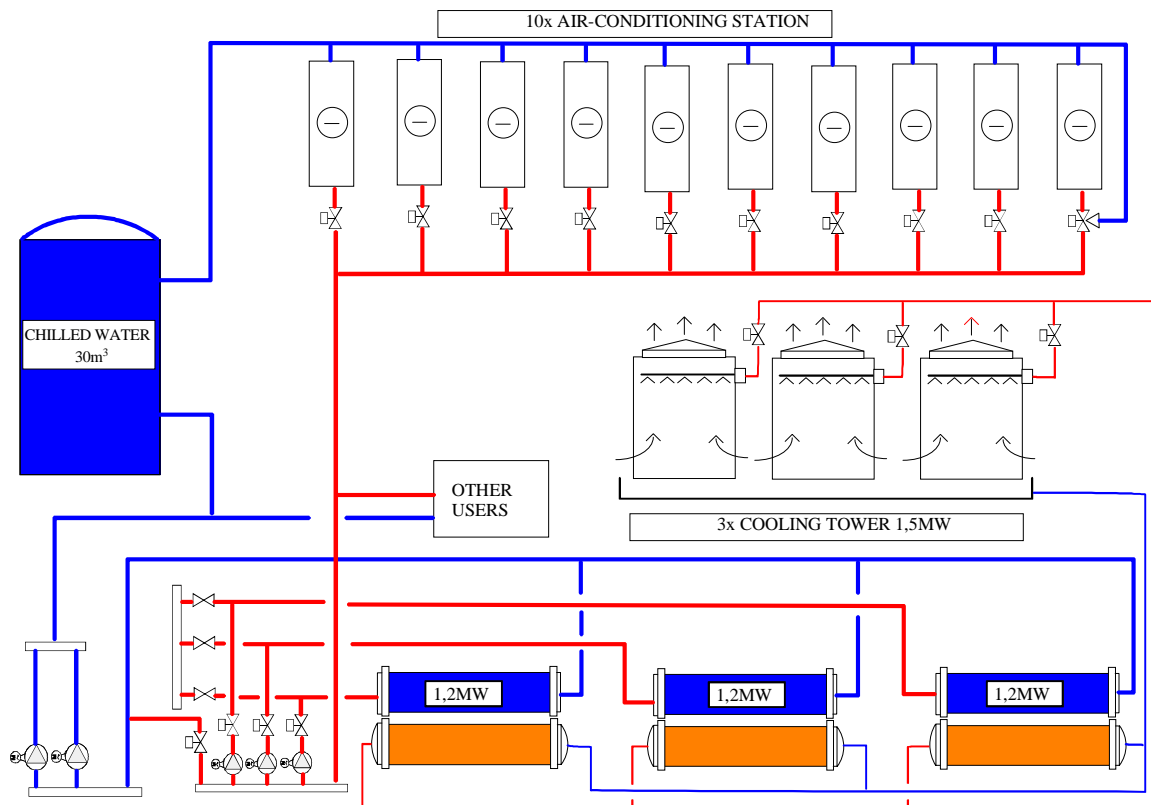 10x AIR-CONDITIONING STATION
CHILLED WATER
30m³
OTHER
USERS
3x COOLING TOWER 1,5MW
1,2MW
1,2MW
1,2MW